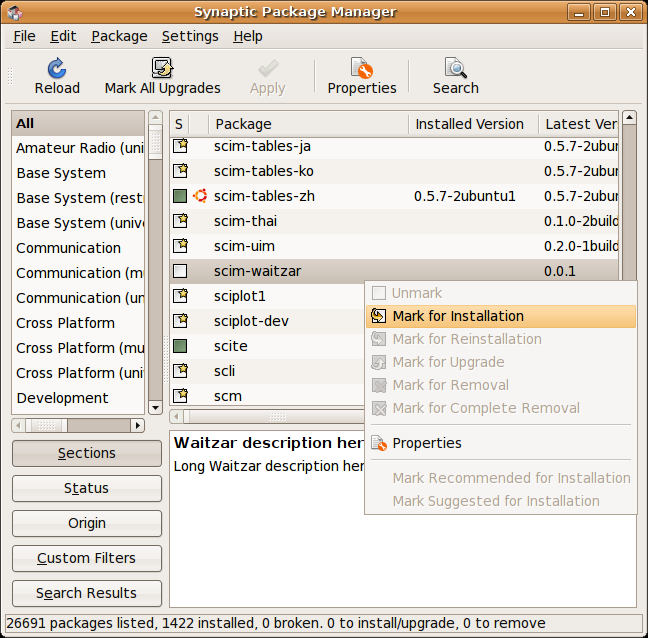 Synaptic Package Manager
File Edit Package Settings Help
Reload Mark All Upgrades Apply Properties Search
All
Amateur Radio (uni
Base System
Base System (rest
Base System (unive
Communication
Communication (mu
Communication (un
Cross Platform
Cross Platform (mu
Cross Platform (uni
Development
Sections
Status
Origin
Custom Filters
Search Results
S Package Installed Version Latest Ver
scim-tables-ja 0.5.7-2ubun
scim-tables-ko 0.5.7-2ubun
scim-tables-zh 0.5.7-2ubuntu1 0.5.7-2ubun
scim-thai 0.1.0-2build
scim-uim 0.2.0-1build
scim-waitzar 0.0.1
sciplot1
sciplot-dev
scite
scli
scm
Unmark
Mark for Installation
Mark for Reinstallation
Mark for Upgrade
Mark for Removal
Mark for Complete Removal
Properties
Mark Recommended for Installation
Mark Suggested for Installation
Waitzar description her
Long Waitzar description her
26691 packages listed, 1422 installed, 0 broken. 0 to install/upgrade, 0 to remove